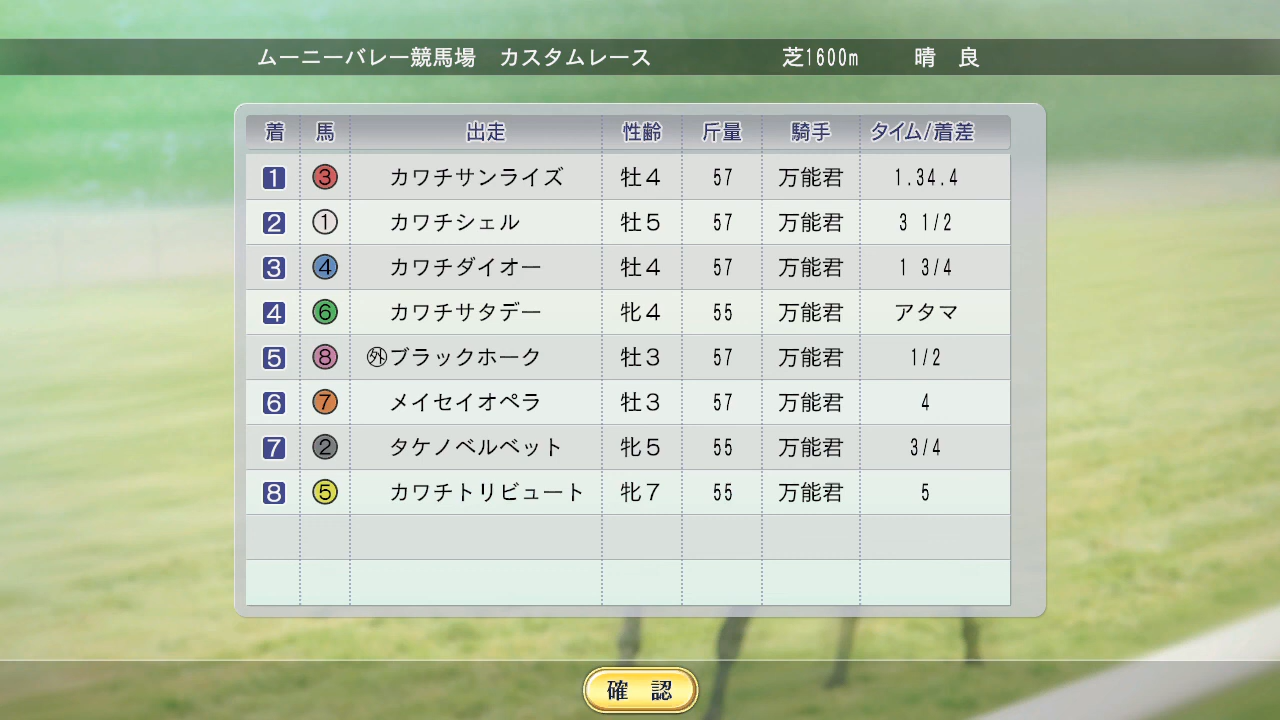 ムーニーバレー競馬場 カスタムレース 芝1600m 晴 良
着 馬 出走 性齢 斤量 騎手 タイム/着差
1 ③ カワチサンライズ 牡4 57 万能君 1.34.4
2 ① カワチシェル 牡5 57 万能君 3 1/2
3 ④ カワチダイオー 牡4 57 万能君 1 3/4
4 ⑥ カワチサタデー 牝4 55 万能君 アタマ
5 ⑧ ㊕ブラックホーク 牡3 57 万能君 1/2
6 ⑦ メイセイオペラ 牡3 57 万能君 4
7 ② タケノベルベット 牝5 55 万能君 3/4
8 ⑤ カワチトリビュート 牝7 55 万能君 5
確 認